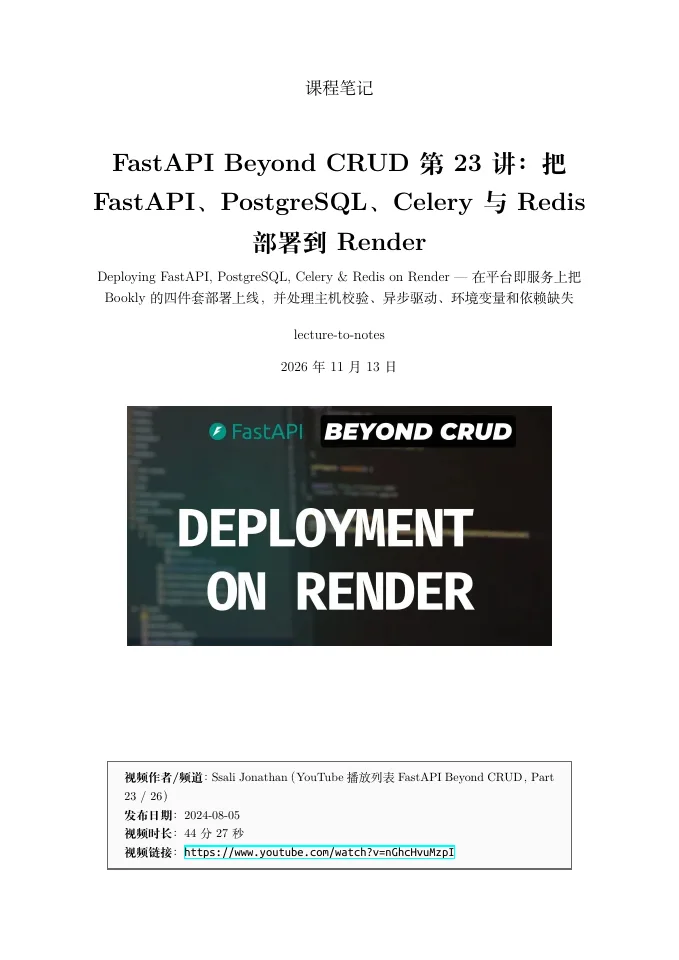 课程笔记
FastAPI Beyond CRUD 第 23 讲：把
FastAPI、PostgreSQL、Celery 与 Redis
部署到 Render
Deploying FastAPI, PostgreSQL, Celery & Redis on Render — 在平台即服务上把
Bookly 的四件套部署上线，并处理主机校验、异步驱动、环境变量和依赖缺失
lecture-to-notes
2026 年 11 月 13 日
FastAPI BEYOND CRUD
DEPLOYMENT
ON RENDER
视频作者/频道：Ssali Jonathan（YouTube 播放列表 FastAPI Beyond CRUD，Part
23 / 26）
发布日期：2024-08-05
视频时长：44 分 27 秒
视频链接：https://www.youtube.com/watch?v=nGhcHvuMzpI